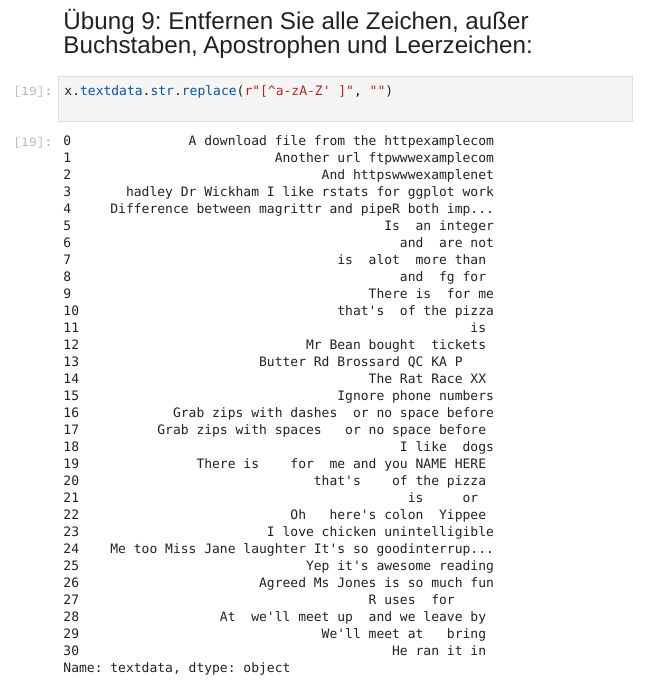 Übung 9: Entfernen Sie alle Zeichen, außer
Buchstaben, Apostrophen und Leerzeichen:
[19]: x.textdata.str.replace(r"[^a-zA-Z' ]", "")
[19]: 0 A download file from the httpexamplecom
1 Another url ftpwwwexamplecom
2 And httpswwwexamplenet
3 hadley Dr Wickham I like rstats for ggplot work
4 Difference between magrittr and pipeR both imp...
5 Is  an integer
6 and  are not
7 is  alot  more than
8 and  fg for
9 There is  for me
10 that's  of the pizza
11 is
12 Mr Bean bought  tickets
13 Butter Rd Brossard QC KA P
14 The Rat Race XX
15 Ignore phone numbers
16 Grab zips with dashes  or no space before
17 Grab zips with spaces   or no space before
18 I like  dogs
19 There is    for  me and you NAME HERE
20 that's    of the pizza
21 is     or
22 Oh   here's colon  Yippee
23 I love chicken unintelligible
24 Me too Miss Jane laughter It's so goodinterrup...
25 Yep it's awesome reading
26 Agreed Ms Jones is so much fun
27 R uses  for
28 At  we'll meet up  and we leave by
29 We'll meet at   bring
30 He ran it in
Name: textdata, dtype: object